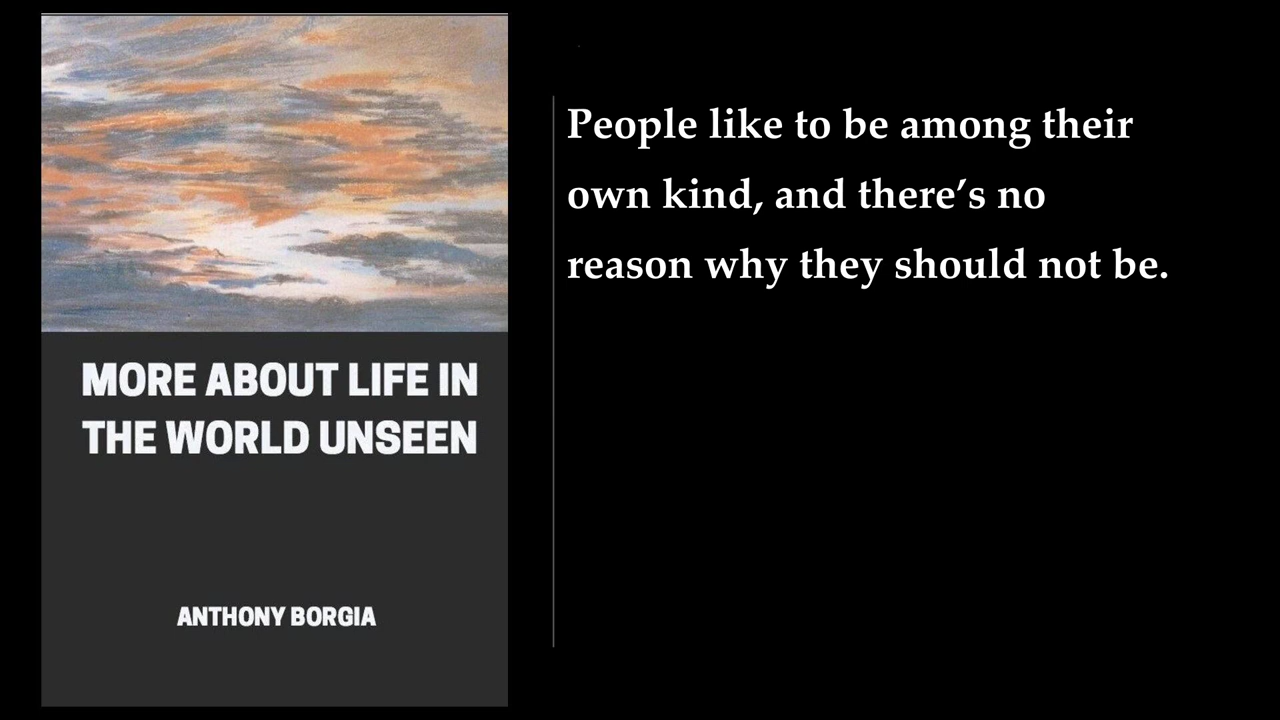 MORE ABOUT LIFE IN
THE WORLD UNSEEN
ANTHONY BORGIA
People like to be among their
own kind, and there’s no
reason why they should not be.